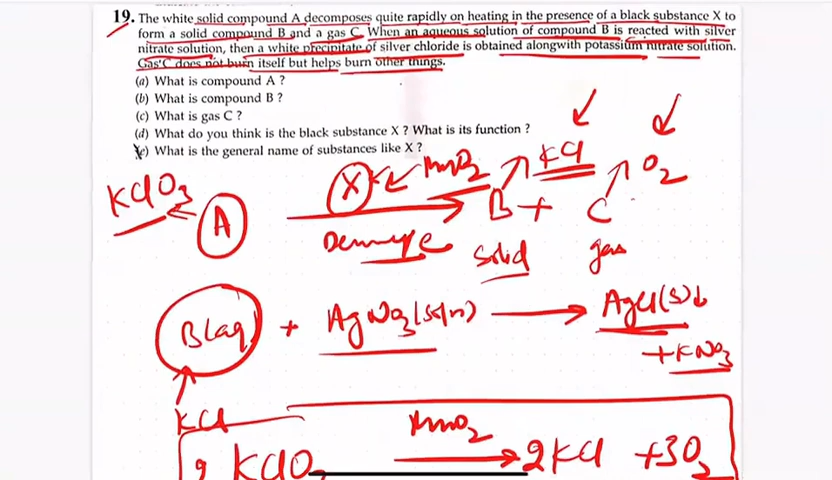 19. The white solid compound A decomposes quite rapidly on heating in the presence of a black substance X to
form a solid compound B and a gas C. When an aqueous solution of compound B is reacted with silver
nitrate solution, then a white precipitate of silver chloride is obtained alongwith potassium nitrate solution.
Gas C does not burn itself but helps burn other things.
(a) What is compound A ?
(b) What is compound B ?
(c) What is gas C ?
(d) What do you think is the black substance X ? What is its function ?
(e) What is the general name of substances like X ?
KClO3
A
X
MnO2
KCl
O2
B + C
solid
gas
B(aq) + AgNO3(sol'n) → AgCl(s)↓
+KNO3
KCl
2KClO3
MnO2
→ 2KCl +3O2